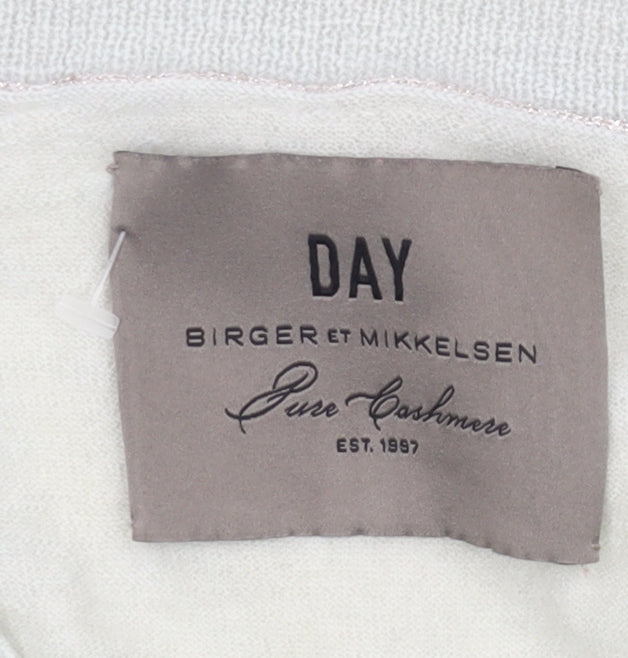 DAY
BIRGER ET MIKKELSEN
Pure Cashmere
EST. 1997